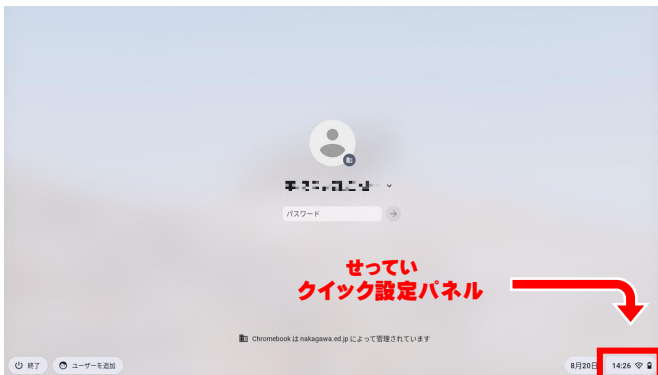 パスワード
せってい
クイック設定パネル
Chromebook は nakagawa.ed.jp によって管理されています
終了
ユーザーを追加
8月20日
14:26